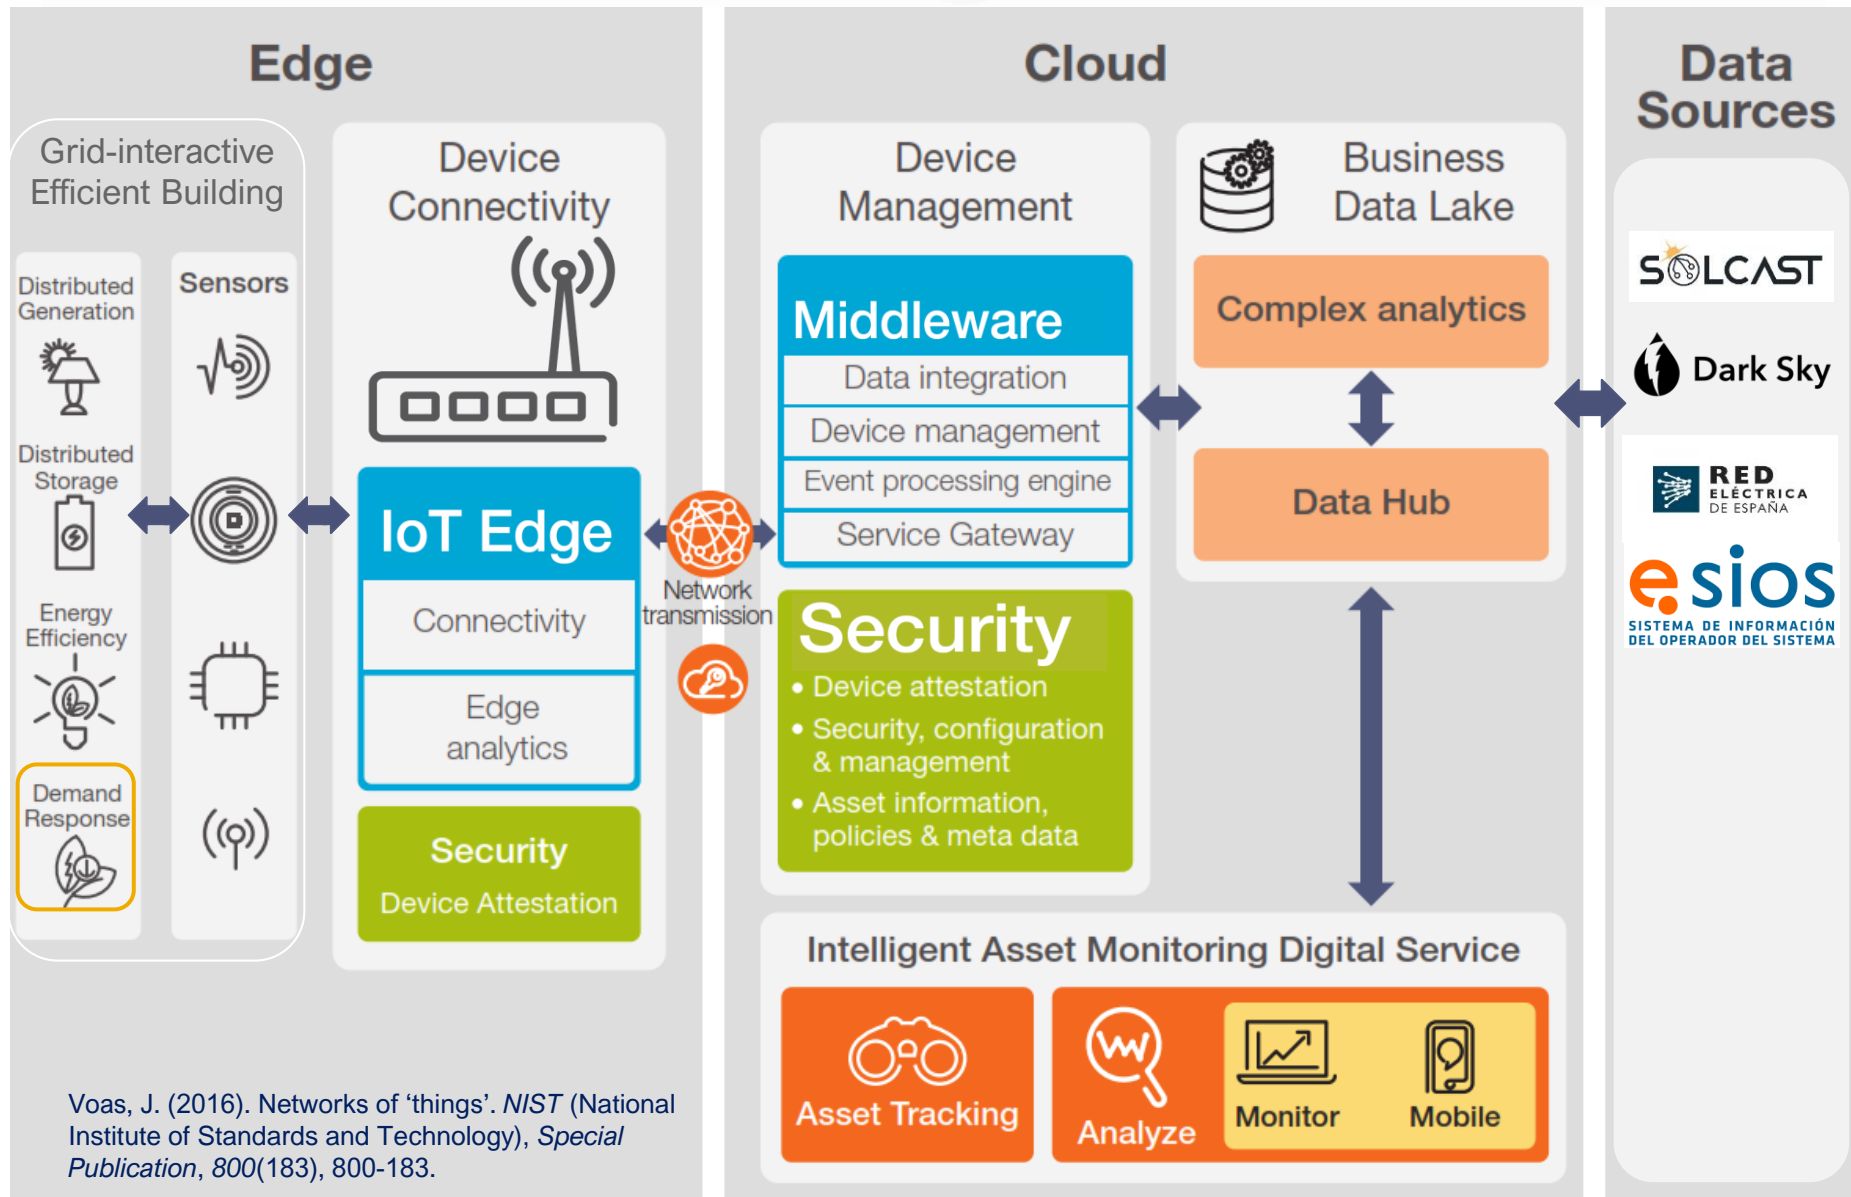 Edge
Grid-interactive
Efficient Building
Distributed
Generation
Distributed
Storage
Energy
Efficiency
Demand
Response
Sensors
Device
Connectivity
IoT Edge
Connectivity
Edge
analytics
Security
Device Attestation
Network
transmission
Voas, J. (2016). Networks of ‘things’. NIST (National
Institute of Standards and Technology), Special
Publication, 800(183), 800-183.
Cloud
Device
Management
Middleware
Data integration
Device management
Event processing engine
Service Gateway
Security
• Device attestation
• Security, configuration
& management
• Asset information,
policies & meta data
Business
Data Lake
Complex analytics
Data Hub
Intelligent Asset Monitoring Digital Service
Asset Tracking
Analyze
Monitor
Mobile
Data
Sources
SOLCAST
Dark Sky
RED
ELÉCTRICA
DE ESPAÑA
esios
SISTEMA DE INFORMACIÓN
DEL OPERADOR DEL SISTEMA